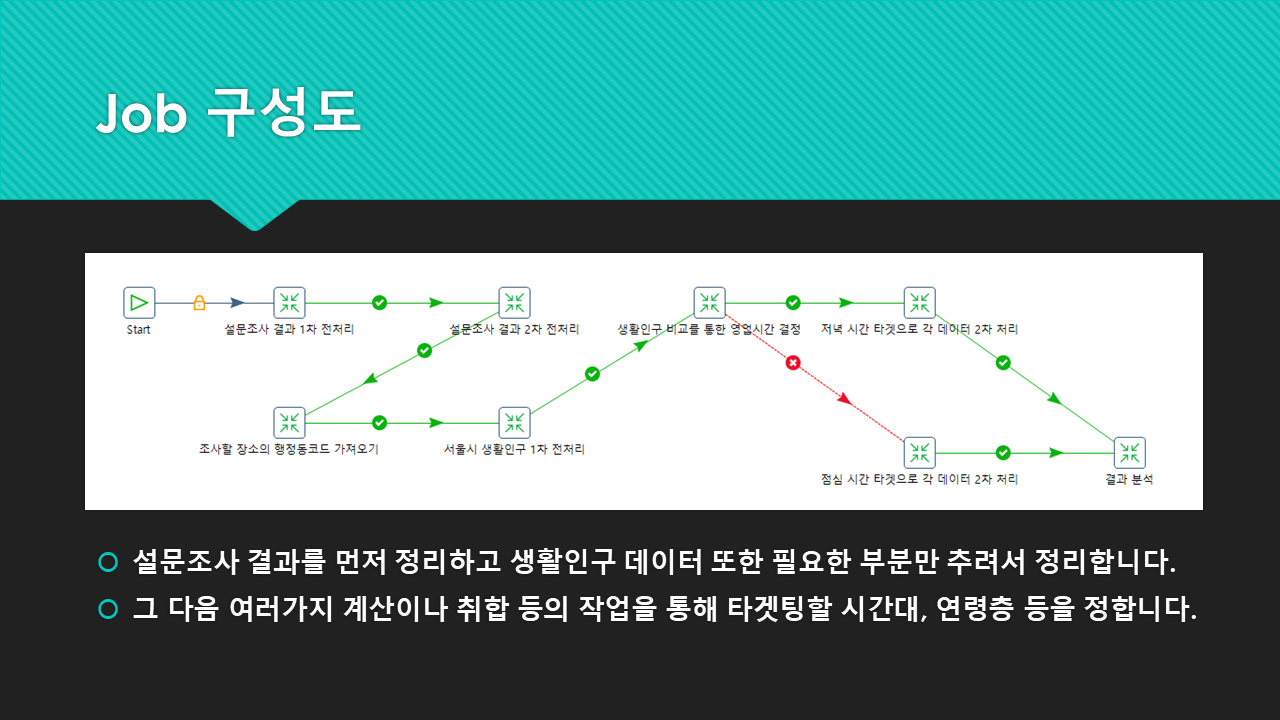 Job 구성도
Start
설문조사 결과 1차 전처리
설문조사 결과 2차 전처리
생활인구 비교를 통한 영업시간 결정
저녁 시간 타겟으로 각 데이터 2차 처리
조사할 장소의 행정동코드 가져오기
서울시 생활인구 1차 전처리
점심 시간 타겟으로 각 데이터 2차 처리
결과 분석
설문조사 결과를 먼저 정리하고 생활인구 데이터 또한 필요한 부분만 추려서 정리합니다.
그 다음 여러가지 계산이나 취합 등의 작업을 통해 타겟팅할 시간대, 연령층 등을 정합니다.